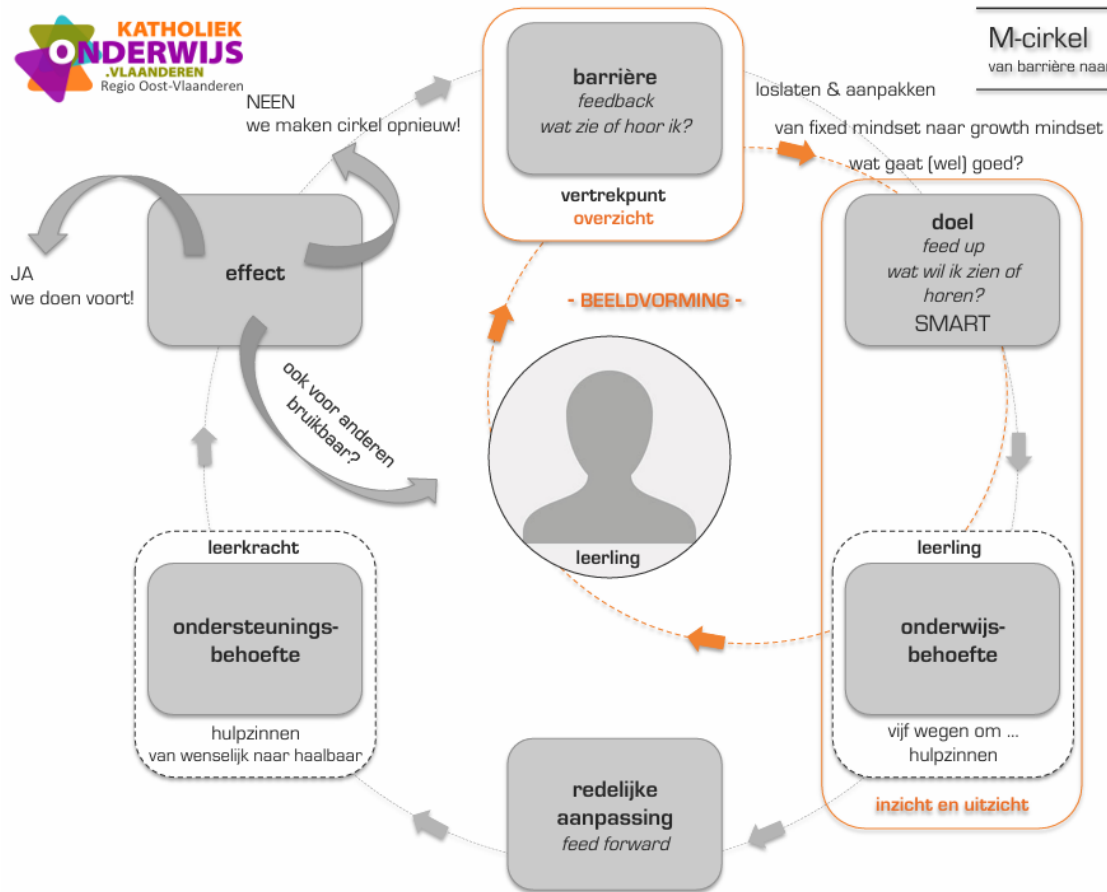 KATHOLIEK
ONDERWIJS
.VLAANDEREN
Regio Oost-Vlaanderen
M-cirkel
van barrière naar
barrière
feedback
wat zie of hoor ik?
vertrekpunt
overzicht
loslaten & aanpakken
van fixed mindset naar growth mindset
wat gaat (wel) goed?
doel
feed up
wat wil ik zien of
horen?
SMART
leerling
onderwijs-
behoefte
vijf wegen om ...
hulpzinnen
inzicht en uitzicht
redelijke
aanpassing
feed forward
leerkracht
ondersteunings-
behoefte
hulpzinnen
van wenselijk naar haalbaar
effect
NEEN
we maken cirkel opnieuw!
JA
we doen voort!
ook voor anderen
bruikbaar?
- BEELDVORMING -
leerling